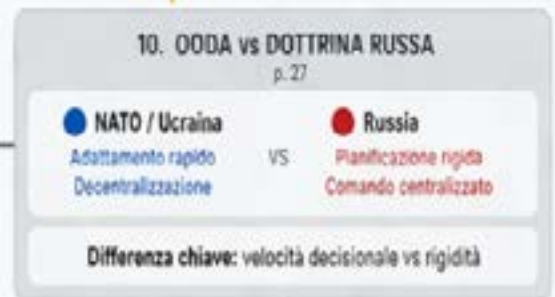 10. OODA vs DOTTRINA RUSSA
p. 27
NATO / Ucraina
Adattamento rapido
Decentralizzazione
VS
Russia
Pianificazione rigida
Comando centralizzato
Differenza chiave: velocità decisionale vs rigidità